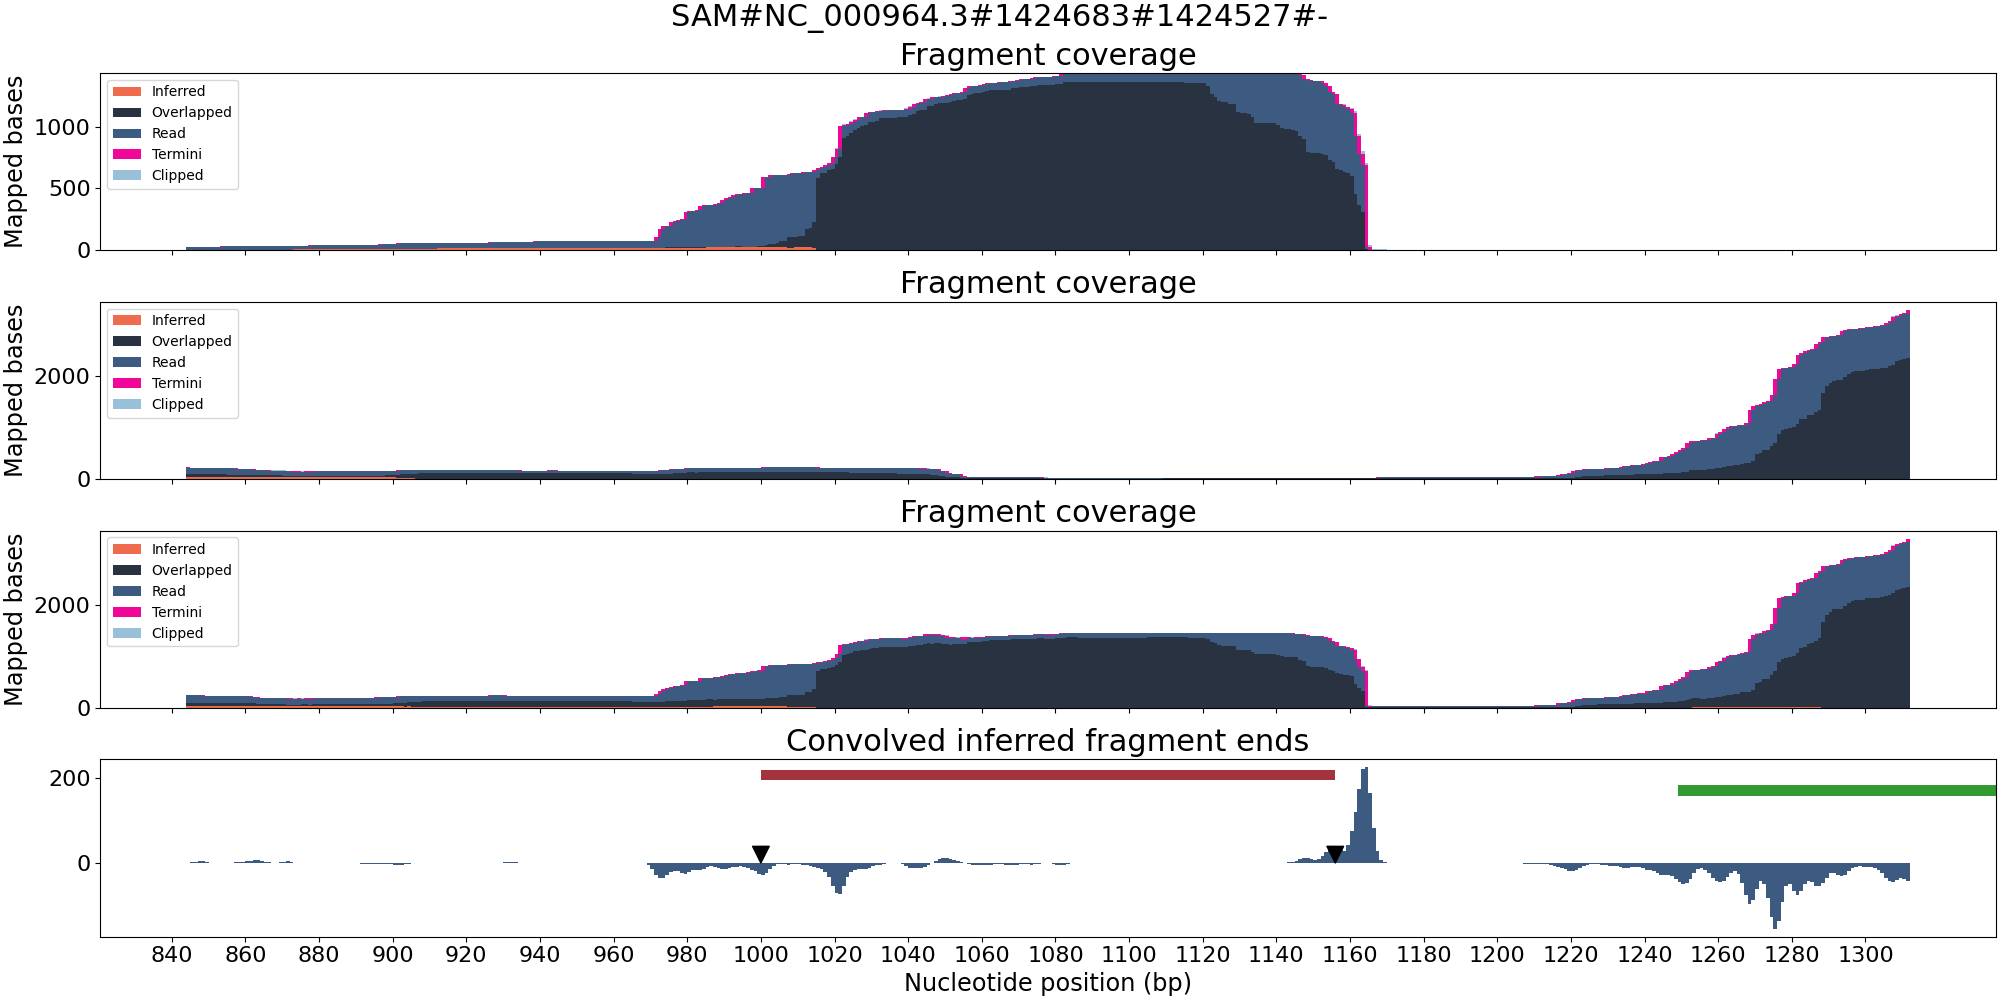 SAM#NC_000964.3#1424683#1424527#-
Fragment coverage
Mapped bases
1000
500
0
Inferred
Overlapped
Read
Termini
Clipped
Fragment coverage
Mapped bases
2000
0
Inferred
Overlapped
Read
Termini
Clipped
Fragment coverage
Mapped bases
2000
0
Inferred
Overlapped
Read
Termini
Clipped
Convolved inferred fragment ends
200
0
840 860 880 900 920 940 960 980 1000 1020 1040 1060 1080 1100 1120 1140 1160 1180 1200 1220 1240 1260 1280 1300
Nucleotide position (bp)